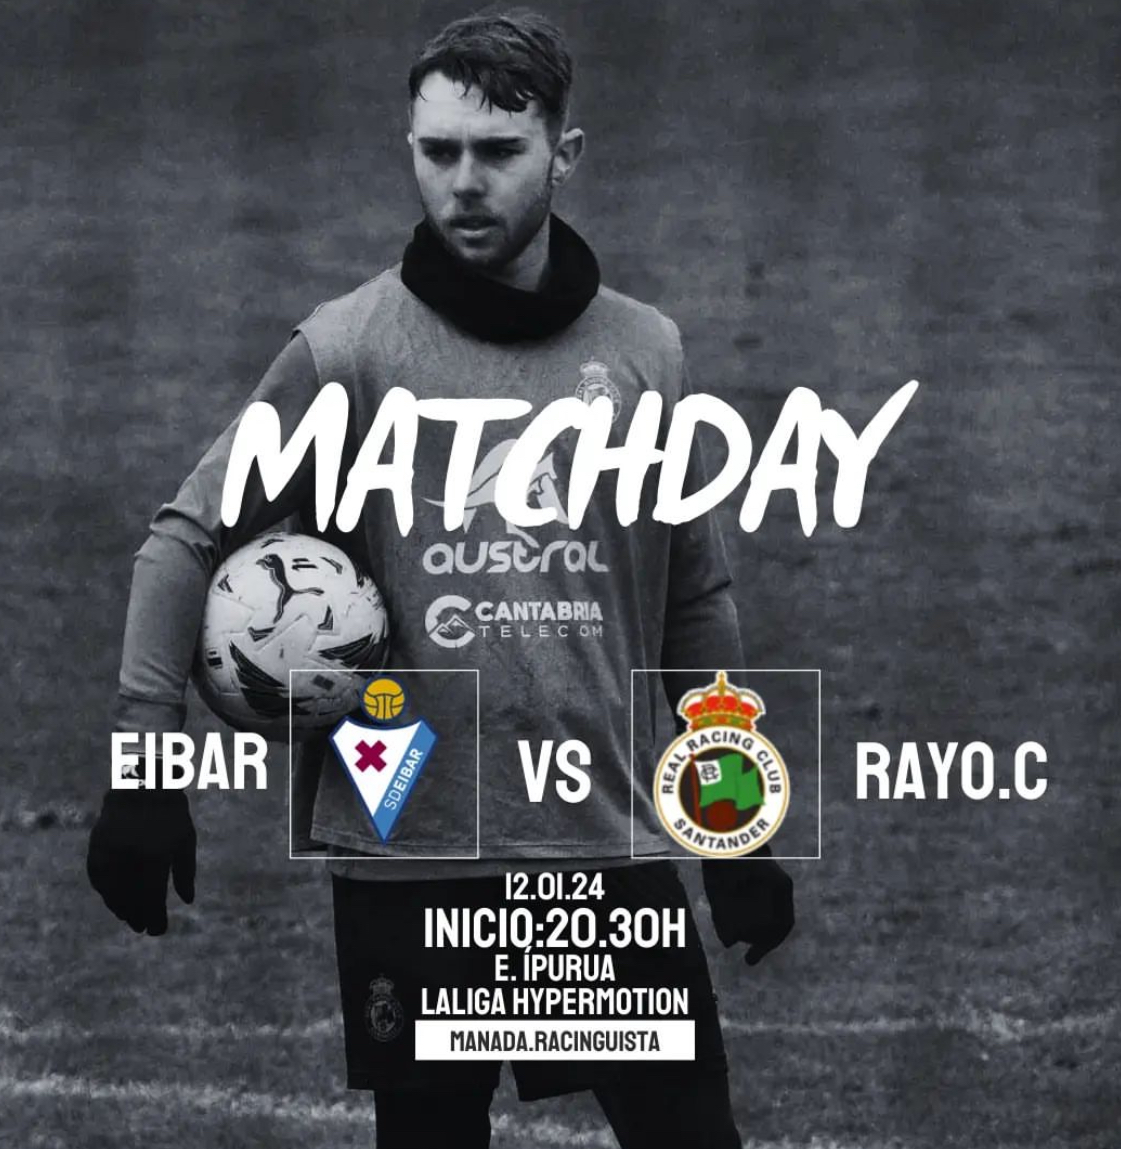 MATCHDAY
austral
CANTABRIA
TELECOM
EIBAR
SD EIBAR
VS
REAL RACING CLUB
SANTANDER
RAYO.C
12.01.24
INICIO:20.30H
E. ÍPURUA
LALIGA HYPERMOTION
MANADA.RACINGUISTA